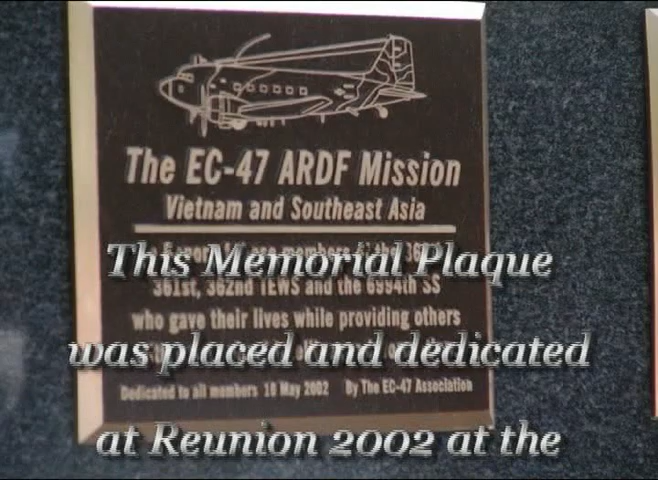 The EC-47 ARDF Mission
Vietnam and Southeast Asia
members
This Memorial Plaque
361st, 362nd TEWS and the 6994th SS
who gave their lives while providing others
was placed and dedicated
Dedicated to all members 18 May 2002 By The EC-47 Association
at Reunion 2002 at the